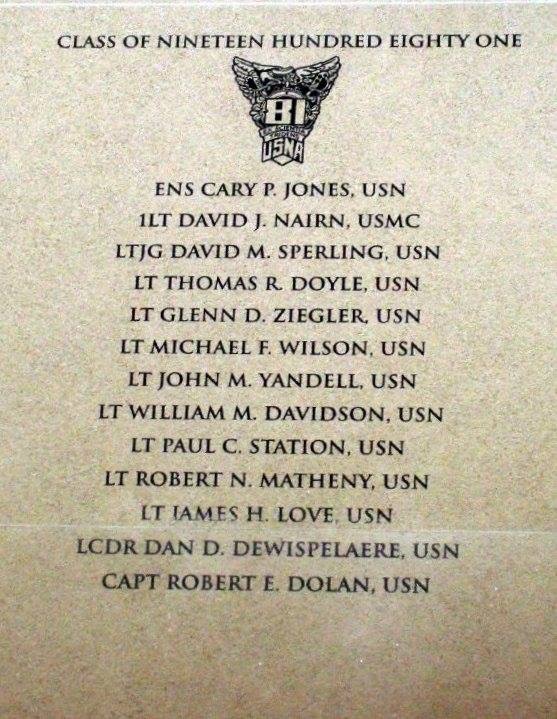 CLASS OF NINETEEN HUNDRED EIGHTY ONE
81
EX SCIENTIA
TRIDENS
USNA
ENS CARY P. JONES, USN
1LT DAVID J. NAIRN, USMC
LTJG DAVID M. SPERLING, USN
LT THOMAS R. DOYLE, USN
LT GLENN D. ZIEGLER, USN
LT MICHAEL F. WILSON, USN
LT JOHN M. YANDELL, USN
LT WILLIAM M. DAVIDSON, USN
LT PAUL C. STATION, USN
LT ROBERT N. MATHENY, USN
LT JAMES H. LOVE, USN
LCDR DAN D. DEWISPELAERE, USN
CAPT ROBERT E. DOLAN, USN